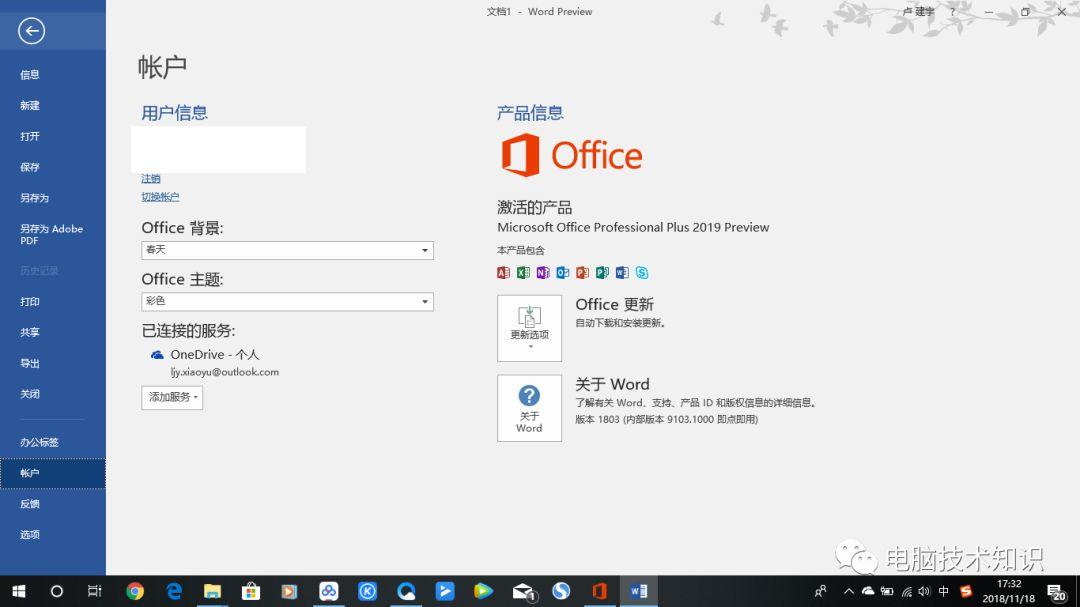 文档1 - Word Preview
卢 建宇
?
信息
新建
打开
保存
另存为
另存为 Adobe
PDF
历史记录
打印
共享
导出
关闭
办公标签
帐户
反馈
选项
帐户
用户信息
注销
切换帐户
Office 背景:
春天
Office 主题:
彩色
已连接的服务:
OneDrive - 个人
ljy.xiaoyu@outlook.com
添加服务
产品信息
Office
激活的产品
Microsoft Office Professional Plus 2019 Preview
本产品包含
更新选项
Office 更新
自动下载和安装更新。
?
关于
Word
关于 Word
了解有关 Word、支持、产品 ID 和版权信息的详细信息。
版本 1803 (内部版本 9103.1000 即点即用)
电脑技术知识
中
17:32
2018/11/18
20